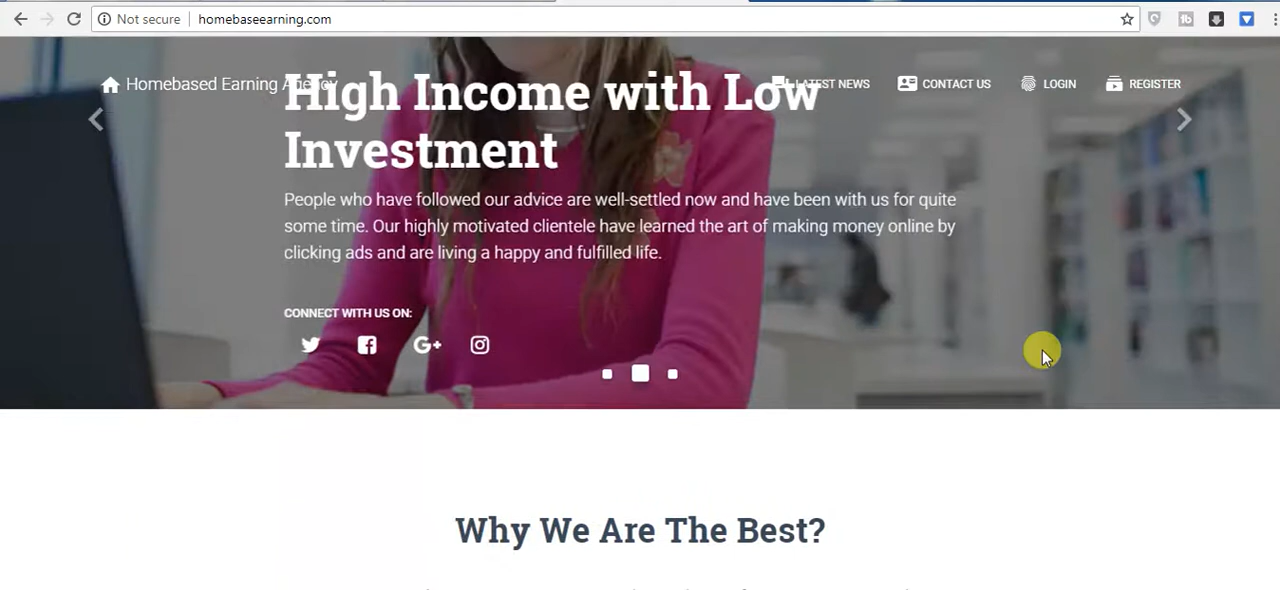 Not secure
homebaseearning.com
Homebased Earning Agency
LATEST NEWS
CONTACT US
LOGIN
REGISTER
High Income with Low
Investment
People who have followed our advice are well-settled now and have been with us for quite
some time. Our highly motivated clientele have learned the art of making money online by
clicking ads and are living a happy and fulfilled life.
CONNECT WITH US ON:
Why We Are The Best?